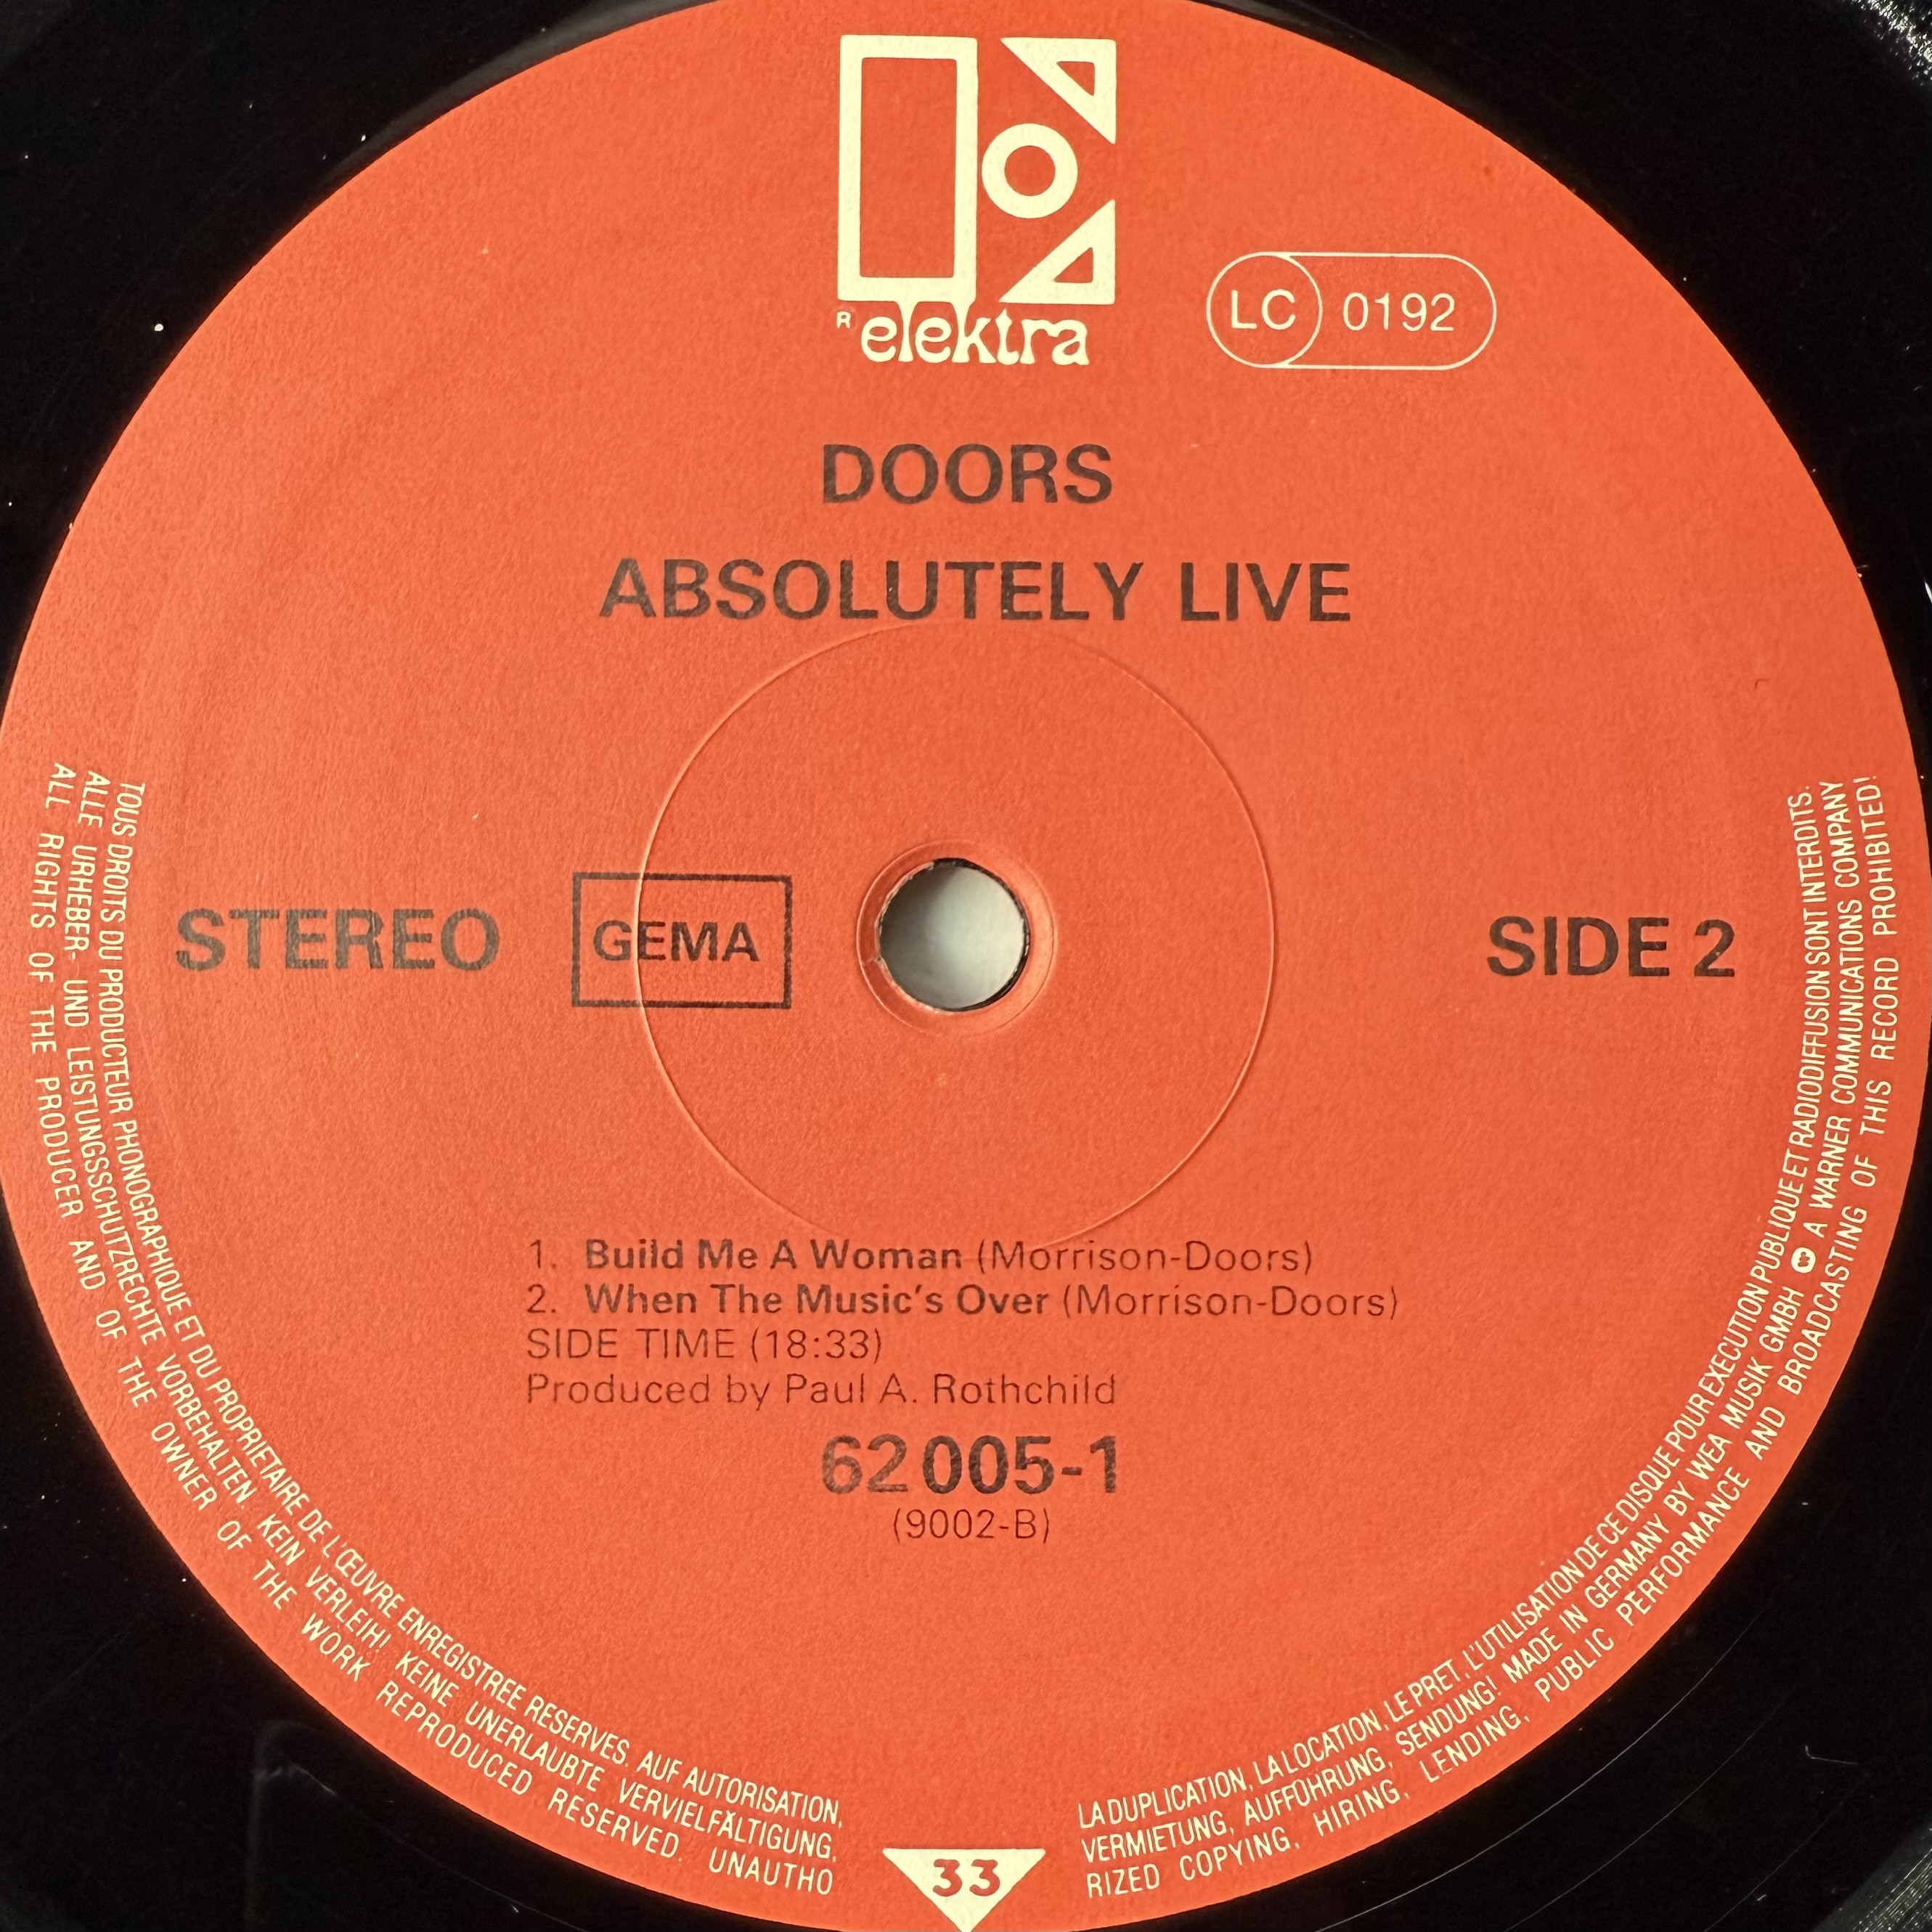 R elektra
LC 0192
DOORS
ABSOLUTELY LIVE
STEREO
GEMA
SIDE 2
1. Build Me A Woman (Morrison-Doors)
2. When The Music's Over (Morrison-Doors)
SIDE TIME (18:33)
Produced by Paul A. Rothchild
62 005-1
(9002-B)
TOUS DROITS DU PRODUCTEUR PHONOGRAPHIQUE ET DU PROPRIETAIRE DE L'ŒUVRE ENREGISTREE RESERVES. AUF AUTORISATION,
LA DUPLICATION, LA LOCATION, LE PRET, L'UTILISATION DE CE DISQUE POUR EXECUTION PUBLIQUE ET RADIODIFFUSION SONT INTERDITS.
ALLE URHEBER- UND LEISTUNGSSCHUTZRECHTE VORBEHALTEN. KEIN VERLEIH! KEINE UNERLAUBTE VERVIELFÄLTIGUNG,
VERMIETUNG, AUFFÜHRUNG, SENDUNG! MADE IN GERMANY BY WEA MUSIK GMBH W A WARNER COMMUNICATIONS COMPANY
ALL RIGHTS OF THE PRODUCER AND OF THE OWNER OF THE WORK REPRODUCED RESERVED. UNAUTHO
RIZED COPYING, HIRING, LENDING, PUBLIC PERFORMANCE AND BROADCASTING OF THIS RECORD PROHIBITED!
33